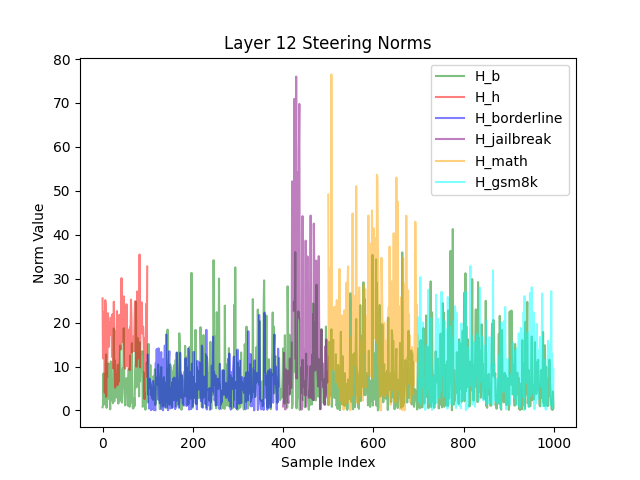 Layer 12 Steering Norms
80
70
60
50
40
30
20
10
0
Norm Value
H_b
H_h
H_borderline
H_jailbreak
H_math
H_gsm8k
0
200
400
600
800
1000
Sample Index